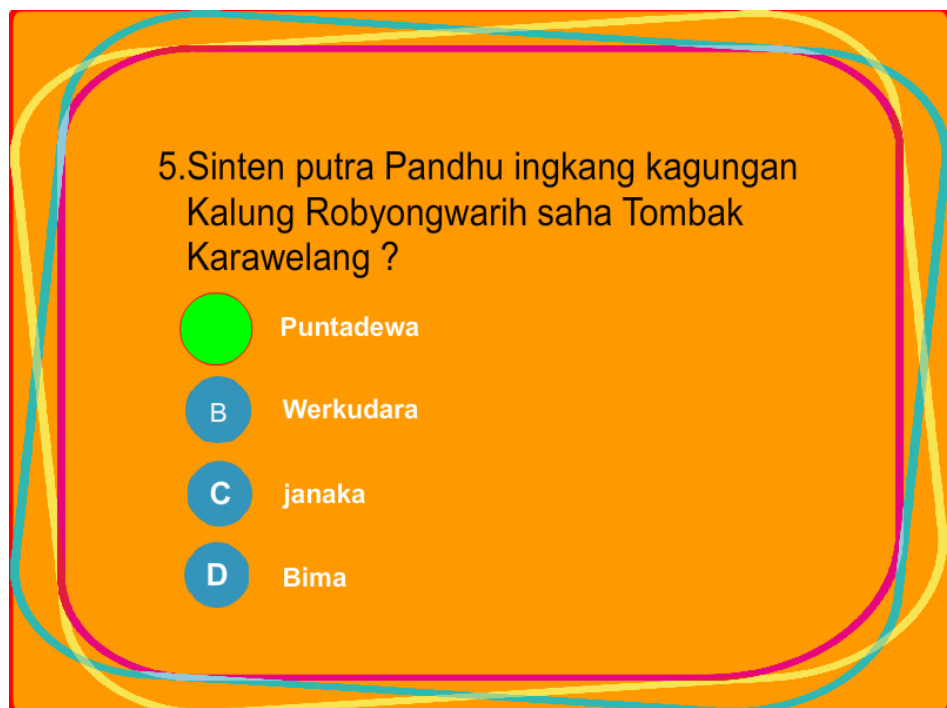 5.Sinten putra Pandhu ingkang kagungan
Kalung Robyongwarih saha Tombak
Karawelang ?
Puntadewa
B Werkudara
C janaka
D Bima